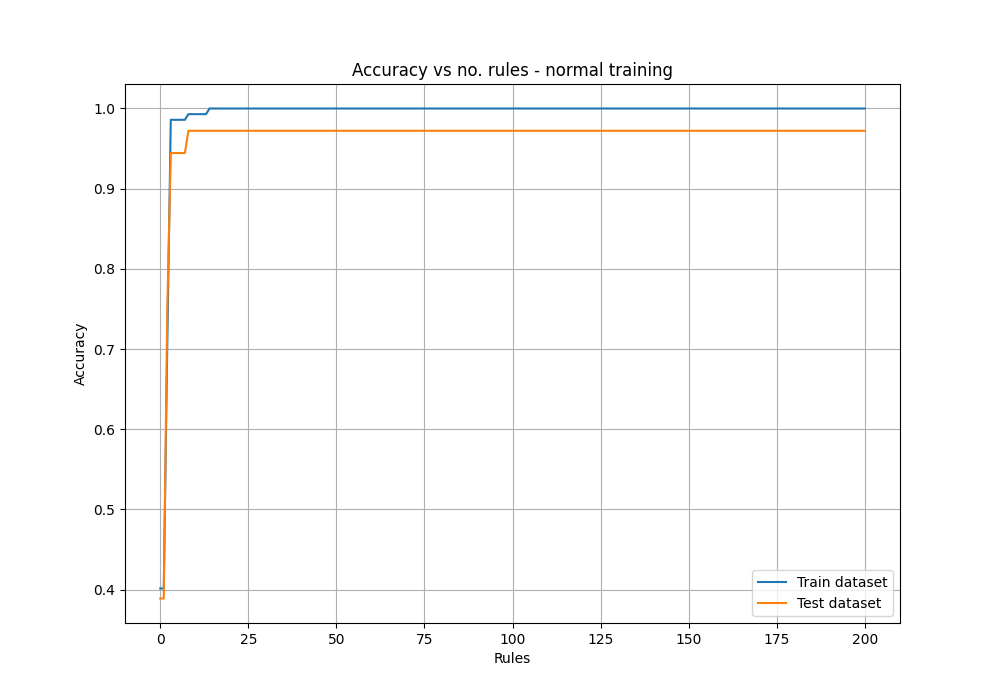 Accuracy vs no. rules - normal training
1.0
0.9
0.8
0.7
0.6
0.5
0.4
Accuracy
0 25 50 75 100 125 150 175 200
Rules
Train dataset
Test dataset